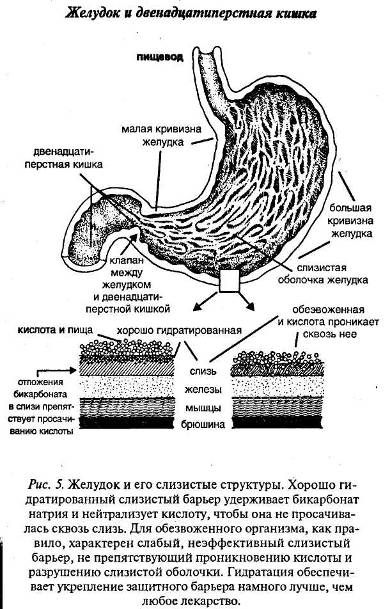 Желудок и двенадцатиперстная кишка
пищевод
малая кривизна
желудка
двенадцати-
перстная кишка
большая
кривизна
желудка
клапан
между
желудком
и двенадцати-
перстной кишкой
слизистая
оболочка желудка
кислота и пища
хорошо гидратированная
обезвоженная
и кислота проникает
сквозь нее
слизь
железы
мышцы
брюшина
отложения
бикарбоната
в слизи препят-
ствует просачи-
ванию кислоты
Рис. 5. Желудок и его слизистые структуры. Хорошо ги-
дратированный слизистый барьер удерживает бикарбонат
натрия и нейтрализует кислоту, чтобы она не просачива-
лась сквозь слизь. Для обезвоженного организма, как пра-
вило, характерен слабый, неэффективный слизистый
барьер, не препятствующий проникновению кислоты и
разрушению слизистой оболочки. Гидратация обеспечи-
вает укрепление защитного барьера намного лучше, чем
любое лекарство.